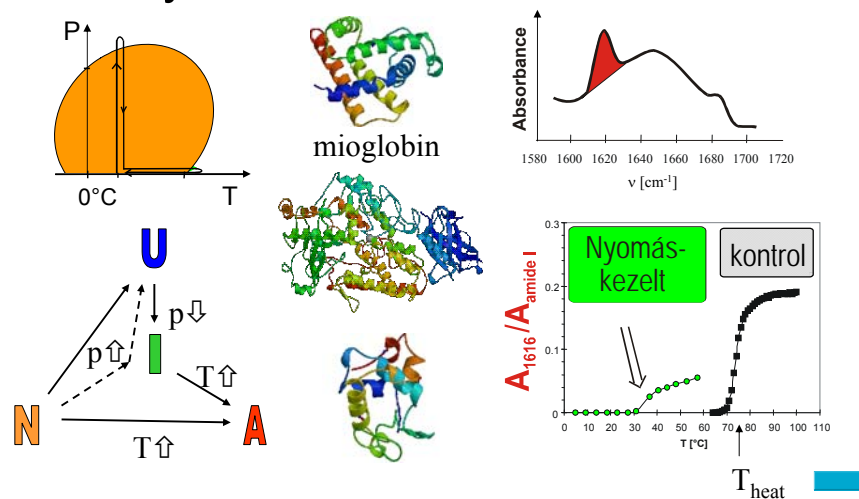 P
0°C
T
U
p⇩
I
p⇧
T⇧
N
A
T⇧
mioglobin
Absorbance
1580 1600 1620 1640 1660 1680 1700 1720
ν [cm-1]
Nyomás-
kezelt
kontrol
A1616/Aamide I
0.3
0.2
0.1
0
0 10 20 30 40 50 60 70 80 90 100 110
T [°C]
Theat